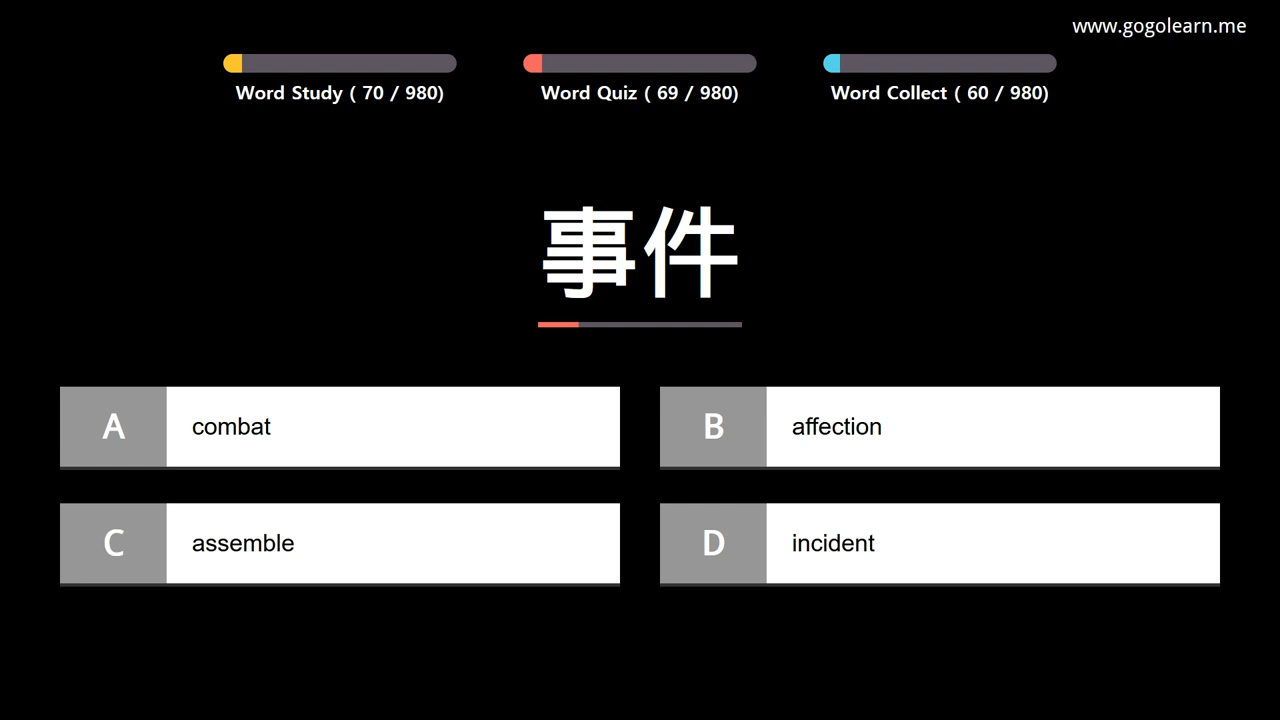 www.gogolearn.me
Word Study ( 70 / 980)
Word Quiz ( 69 / 980)
Word Collect ( 60 / 980)
事件
A
combat
B
affection
C
assemble
D
incident